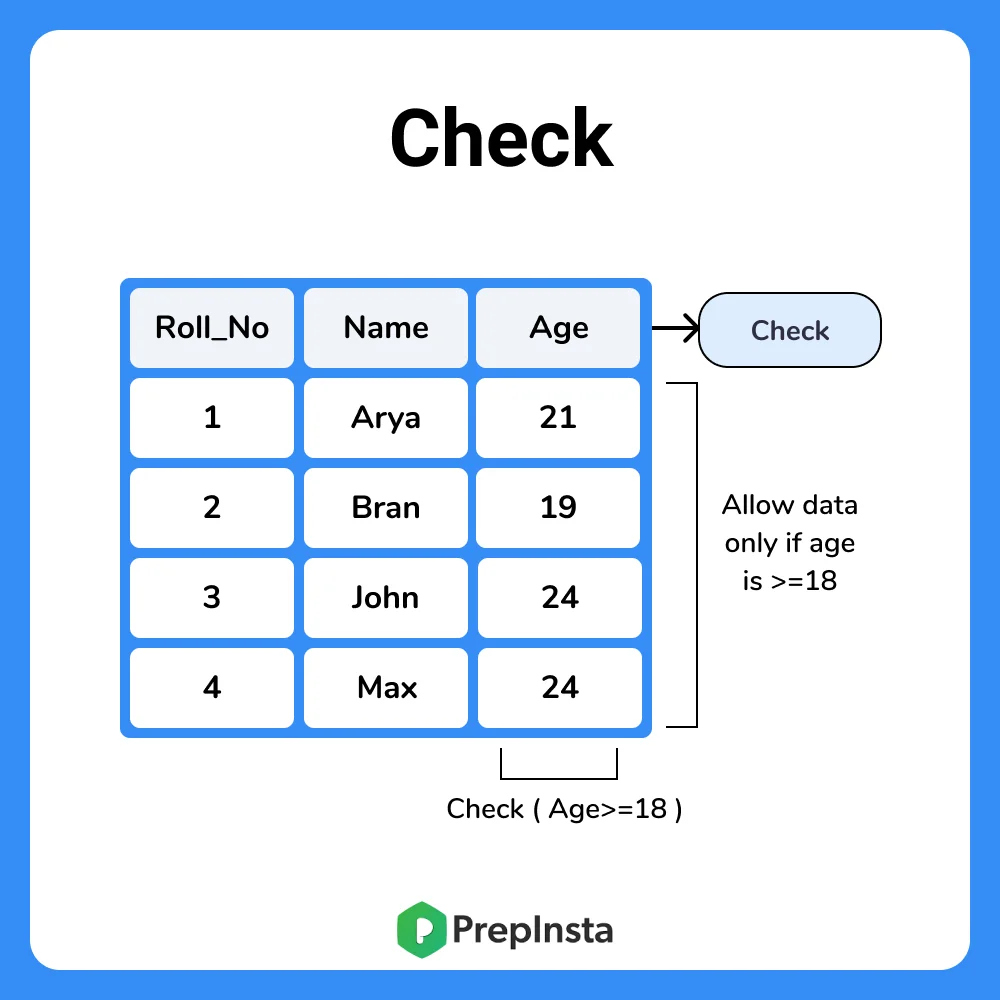 Check
Roll_No Name Age
Check
1 Arya 21
2 Bran 19
3 John 24
4 Max 24
Allow data
only if age
is >=18
Check ( Age>=18 )
PrepInsta